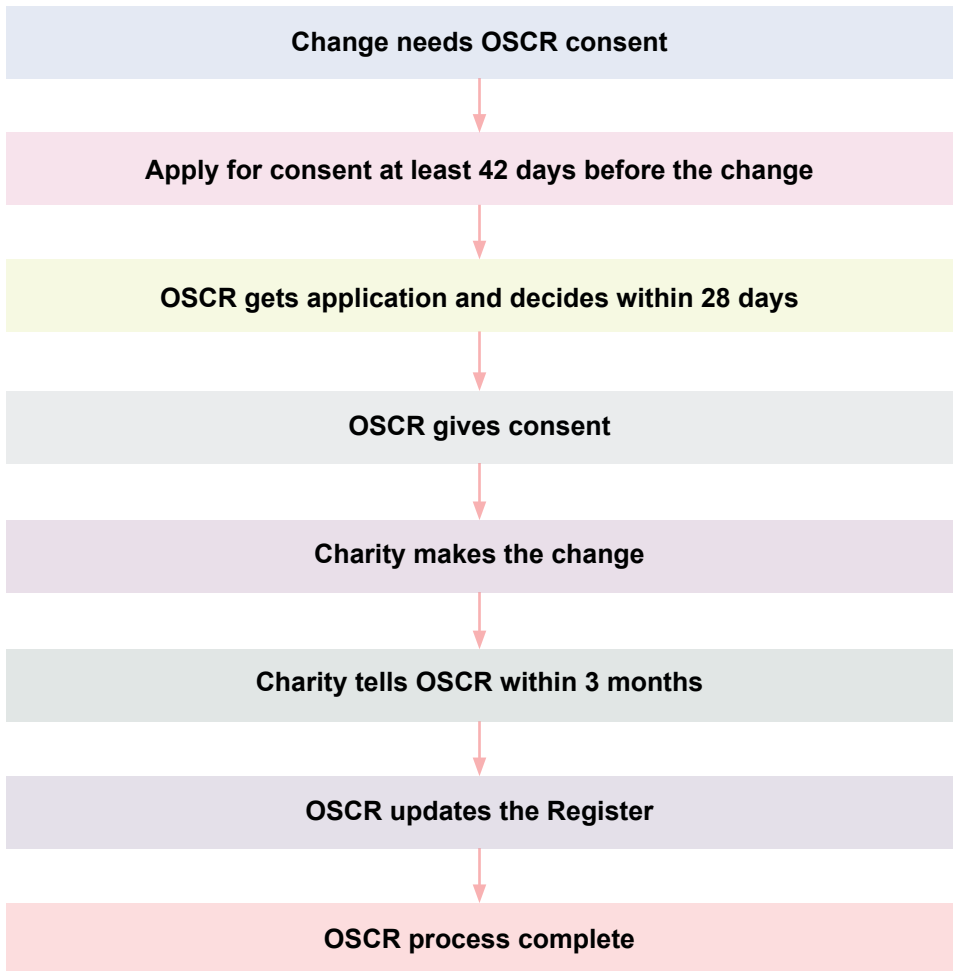 Change needs OSCR consent
Apply for consent at least 42 days before the change
OSCR gets application and decides within 28 days
OSCR gives consent
Charity makes the change
Charity tells OSCR within 3 months
OSCR updates the Register
OSCR process complete